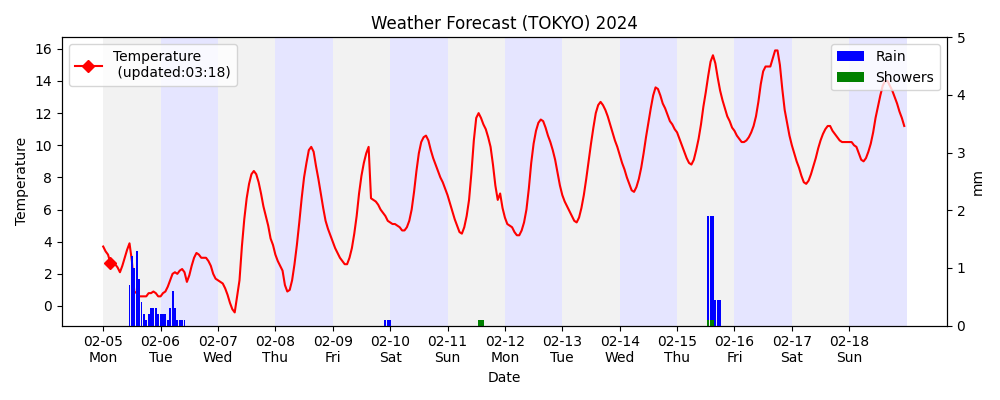 Weather Forecast (TOKYO) 2024
Temperature
(updated:03:18)
Rain
Showers
Temperature
16
14
12
10
8
6
4
2
0
5
4
3
2
1
0
mm
02-05 02-06 02-07 02-08 02-09 02-10 02-11 02-12 02-13 02-14 02-15 02-16 02-17 02-18
Mon Tue Wed Thu Fri Sat Sun Mon Tue Wed Thu Fri Sat Sun
Date